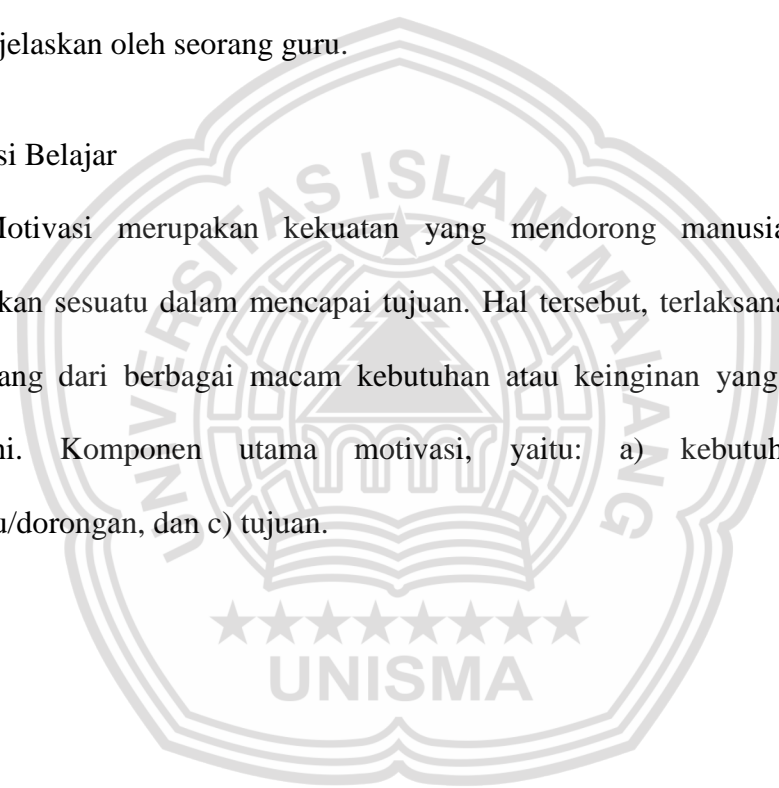 jelaskan oleh seorang guru.
si Belajar
Motivasi merupakan kekuatan yang mendorong manusia
kan sesuatu dalam mencapai tujuan. Hal tersebut, terlaksana
ang dari berbagai macam kebutuhan atau keinginan yang
ni. Komponen utama motivasi, yaitu: a) kebutuh
u/dorongan, dan c) tujuan.
UNIVERSITAS ISLAM MALANG
UNISMA